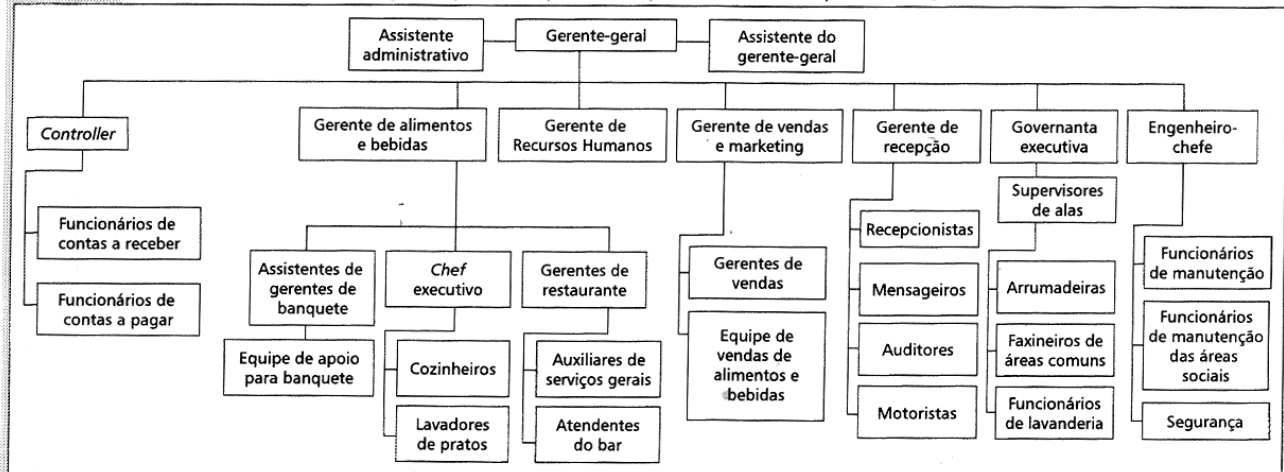 Assistente
administrativo
Gerente-geral
Assistente do
gerente-geral
Controller
Gerente de alimentos
e bebidas
Gerente de
Recursos Humanos
Gerente de vendas
e marketing
Gerente de
recepção
Governanta
executiva
Engenheiro-
chefe
Funcionários de
contas a receber
Funcionários de
contas a pagar
Assistentes de
gerentes de
banquete
Equipe de apoio
para banquete
Chef
executivo
Cozinheiros
Lavadores
de pratos
Gerentes de
restaurante
Auxiliares de
serviços gerais
Atendentes
do bar
Gerentes de
vendas
Equipe de
vendas de
alimentos e
bebidas
Recepcionistas
Mensageiros
Auditores
Motoristas
Supervisores
de alas
Arrumadeiras
Faxineiros de
áreas comuns
Funcionários
de lavanderia
Funcionários
de manutenção
Funcionários
de manutenção
das áreas
sociais
Segurança